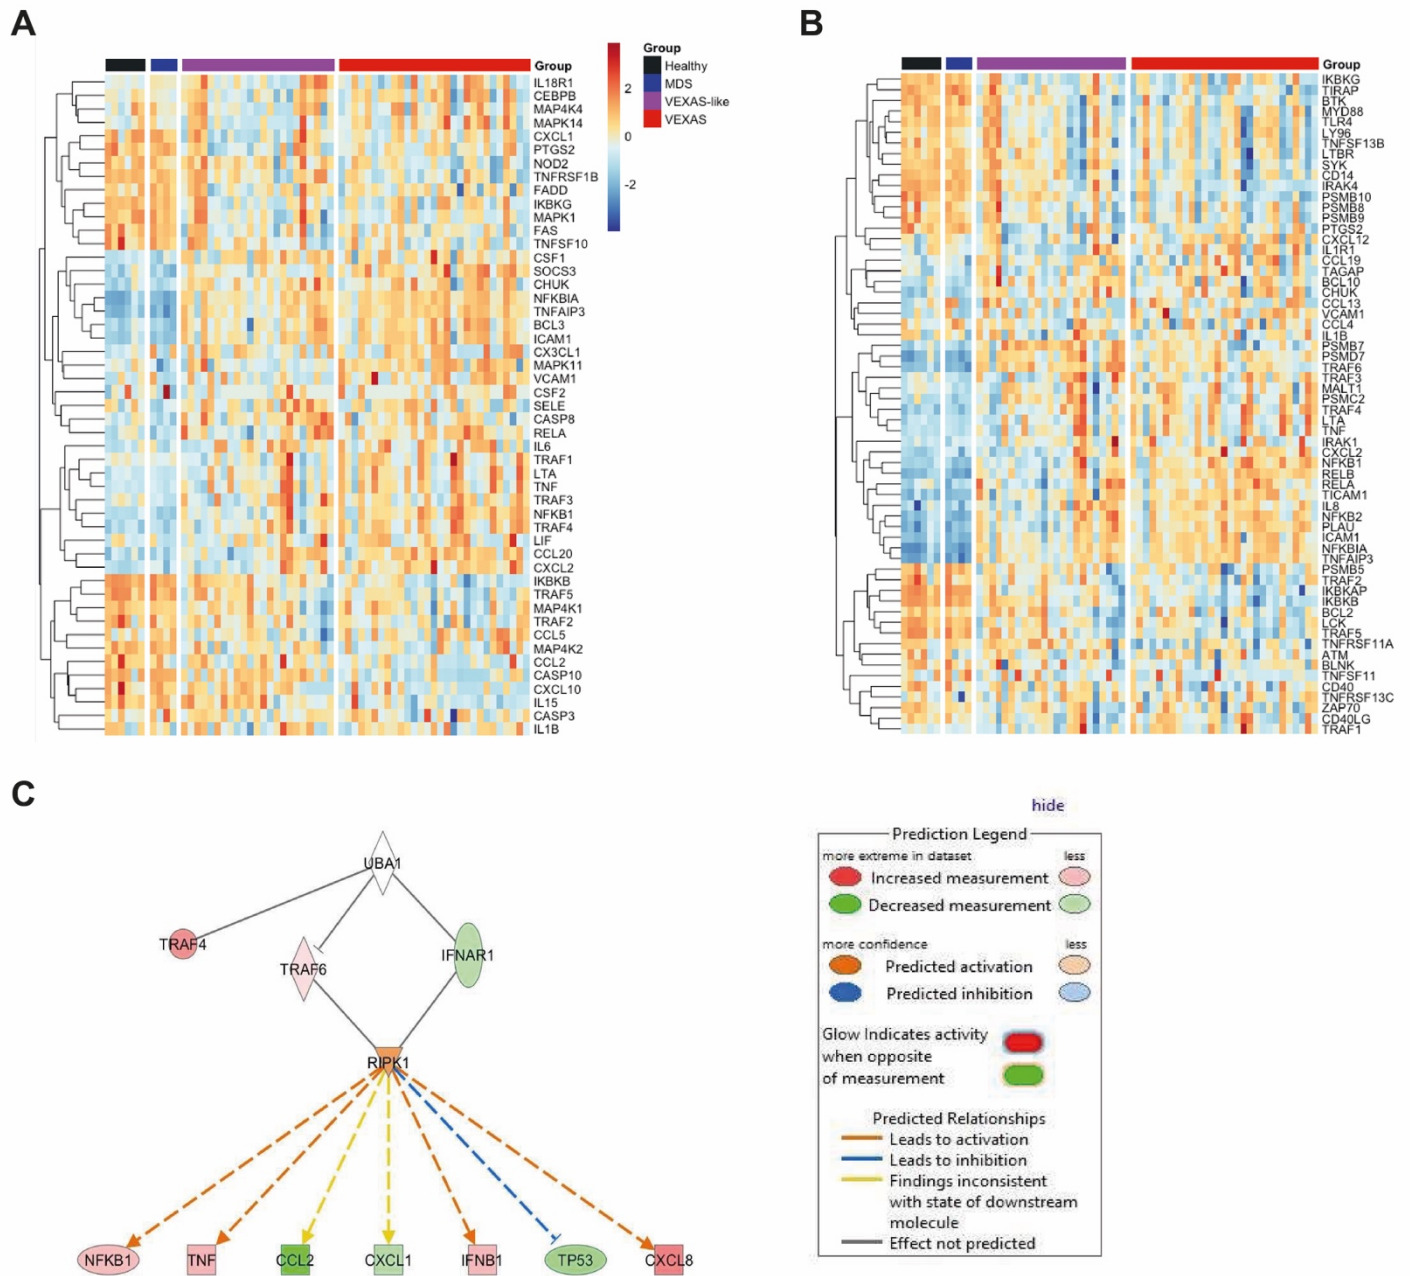 A
Group
IL18R1
CEBPB
MAP4K4
MAPK14
CXCL1
PTGS2
NOD2
TNFRSF1B
FADD
IKBKG
MAPK1
FAS
TNFSF10
CSF1
SOCS3
CHUK
NFKBIA
TNFAIP3
BCL3
ICAM1
CX3CL1
MAPK11
VCAM1
CSF2
SELE
CASP8
RELA
IL6
TRAF1
LTA
TNF
TRAF3
NFKB1
TRAF4
LIF
CCL20
CXCL2
IKBKB
TRAF5
MAP4K1
TRAF2
CCL5
MAP4K2
CCL2
CASP10
CXCL10
IL15
CASP3
IL1B
2
0
-2
Group
Healthy
MDS
VEXAS-like
VEXAS
B
Group
IKBKG
TIRAP
BTK
MYD88
TLR4
LY96
TNFSF13B
LTBR
SYK
CD14
IRAK4
PSMB10
PSMB8
PSMB9
PTGS2
CXCL12
IL1R1
CCL19
TAGAP
BCL10
CHUK
CCL13
VCAM1
CCL4
IL1B
PSMB7
PSMD7
TRAF6
TRAF3
MALT1
PSMC2
TRAF4
LTA
TNF
IRAK1
CXCL2
NFKB1
RELB
RELA
TICAM1
IL8
NFKB2
PLAU
ICAM1
NFKBIA
TNFAIP3
PSMB5
TRAF2
IKBKAP
IKBKB
BCL2
LCK
TRAF5
TNFRSF11A
ATM
BLNK
TNFSF11
CD40
TNFRSF13C
ZAP70
CD40LG
TRAF1
C
UBA1
TRAF4
TRAF6
IFNAR1
RIPK1
NFKB1
TNF
CCL2
CXCL1
IFNB1
TP53
CXCL8
hide
Prediction Legend
more extreme in dataset less
Increased measurement
Decreased measurement
more confidence less
Predicted activation
Predicted inhibition
Glow Indicates activity
when opposite
of measurement
Predicted Relationships
Leads to activation
Leads to inhibition
Findings inconsistent
with state of downstream
molecule
Effect not predicted